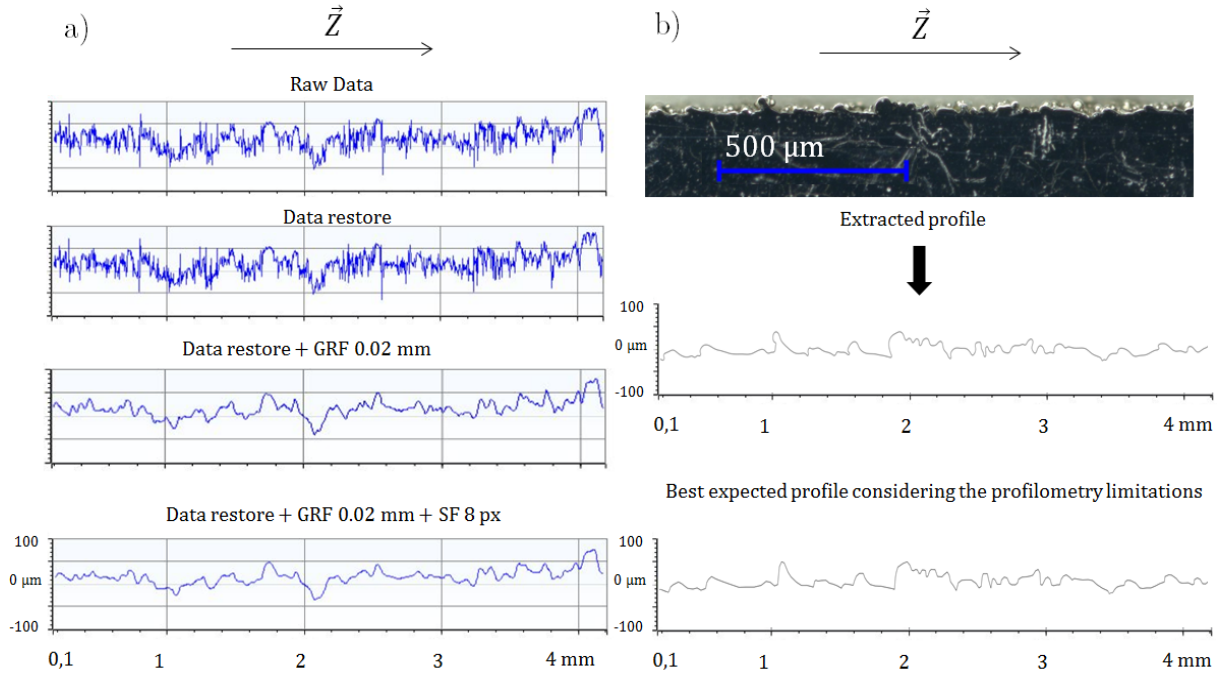 a)
Z
Raw Data
Data restore
Data restore + GRF 0.02 mm
Data restore + GRF 0.02 mm + SF 8 px
100
0 µm
-100
0,1 1 2 3 4 mm
b)
Z
500 µm
Extracted profile
100
0 µm
-100
0,1 1 2 3 4 mm
Best expected profile considering the profilometry limitations
100
0 µm
-100
0,1 1 2 3 4 mm